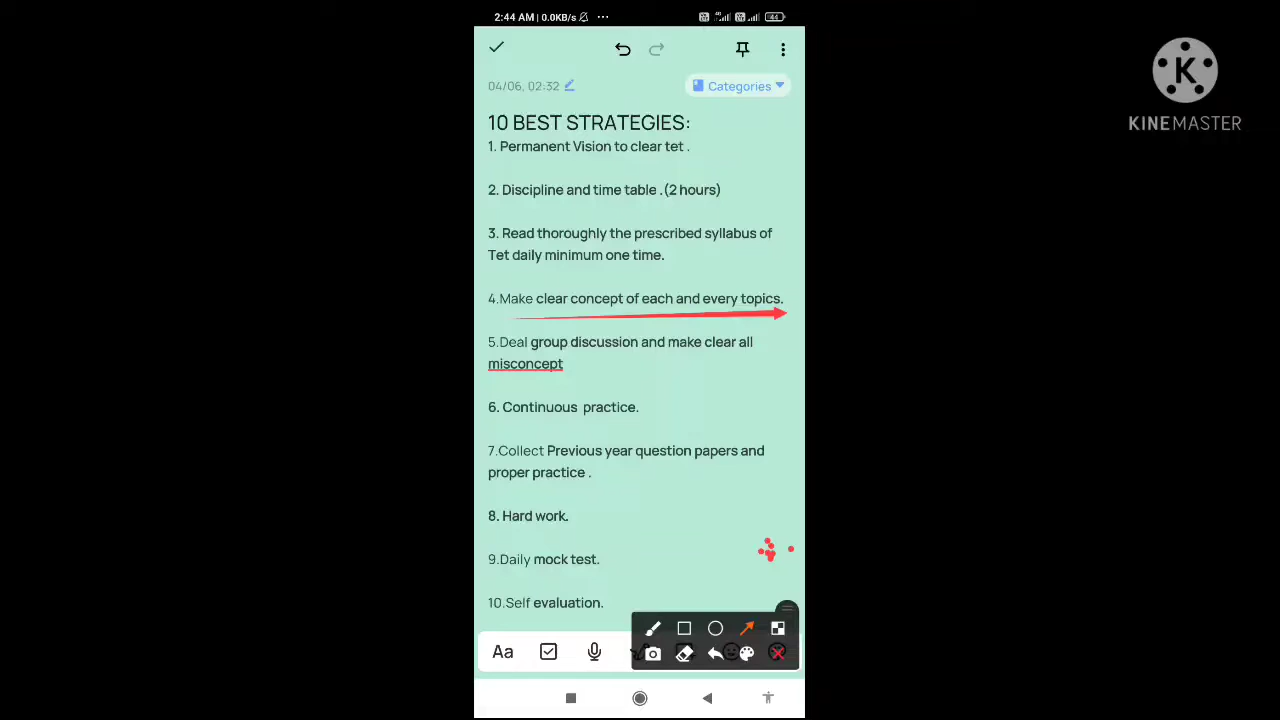 2:44 AM | 0.0KB/s
44
04/06, 02:32
Categories
10 BEST STRATEGIES:
1. Permanent Vision to clear tet .
2. Discipline and time table .(2 hours)
3. Read thoroughly the prescribed syllabus of
Tet daily minimum one time.
4.Make clear concept of each and every topics.
5.Deal group discussion and make clear all
misconcept
6. Continuous practice.
7.Collect Previous year question papers and
proper practice .
8. Hard work.
9.Daily mock test.
10.Self evaluation.
Aa
K
KINEMASTER